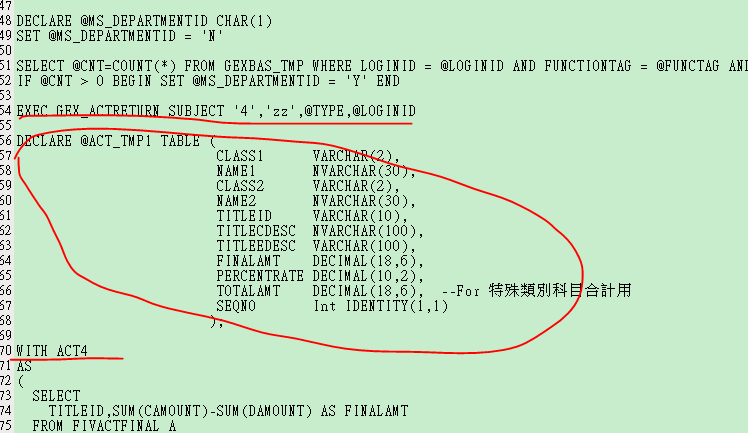 47
48 DECLARE @MS_DEPARTMENTID CHAR(1)
49 SET @MS_DEPARTMENTID = 'N'
50
51 SELECT @CNT=COUNT(*) FROM GEXBAS_TMP WHERE LOGINID = @LOGINID AND FUNCTIONTAG = @FUNCTAG AND
52 IF @CNT > 0 BEGIN SET @MS_DEPARTMENTID = 'Y' END
53
54 EXEC GEX_ACTRETURN_SUBJECT '4','zz',@TYPE,@LOGINID
55
56 DECLARE @ACT_TMP1 TABLE (
57 CLASS1 VARCHAR(2),
58 NAME1 NVARCHAR(30),
59 CLASS2 VARCHAR(2),
60 NAME2 NVARCHAR(30),
61 TITLEID VARCHAR(10),
62 TITLECDESC NVARCHAR(100),
63 TITLEEDESC VARCHAR(100),
64 FINALAMT DECIMAL(18,6),
65 PERCENTRATE DECIMAL(10,2),
66 TOTALAMT DECIMAL(18,6), --For 特殊類別科目合計用
67 SEQNO Int IDENTITY(1,1)
68 );
69
70 WITH ACT4
71 AS
72 (
73 SELECT
74 TITLEID,SUM(CAMOUNT)-SUM(DAMOUNT) AS FINALAMT
75 FROM FIVACTFINAL A